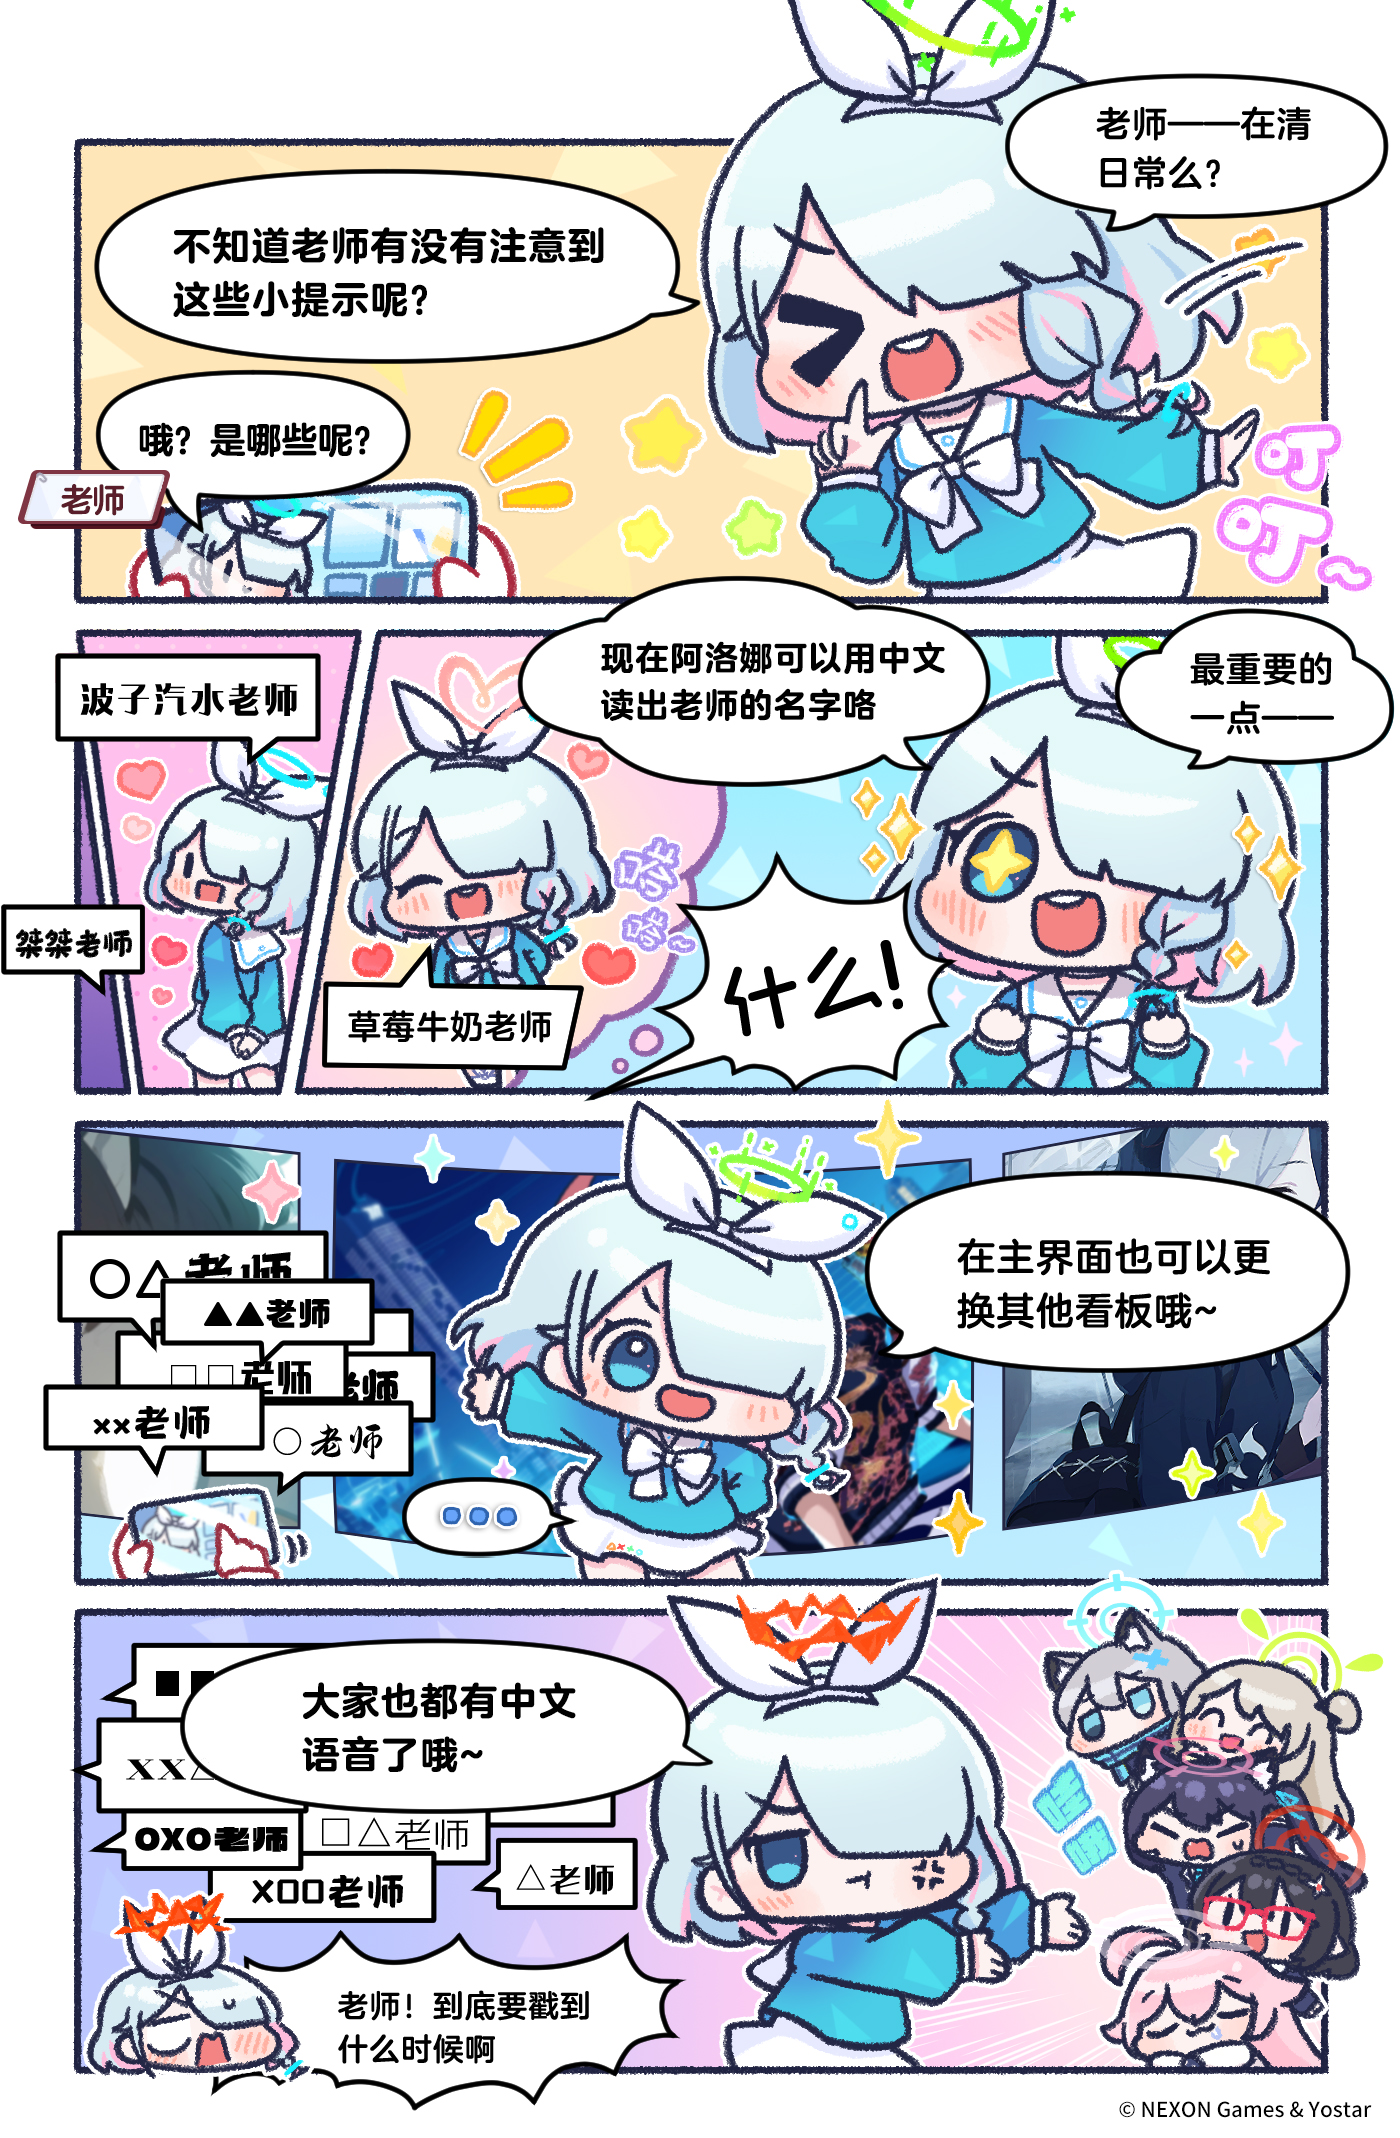 老师——在清
日常么？
不知道老师有没有注意到
这些小提示呢？
哦？是哪些呢？
老师
叮
叮~
波子汽水老师
桀桀老师
草莓牛奶老师
咚
咚~
现在阿洛娜可以用中文
读出老师的名字咯
最重要的
一点——
什么！
○△老师
▲▲老师
□□老师
老师
××老师
○老师
在主界面也可以更
换其他看板哦~
大家也都有中文
语音了哦~
■■
XX△
OXO老师
□△老师
X□□老师
△老师
老师！到底要戳到
什么时候啊
© NEXON Games & Yostar